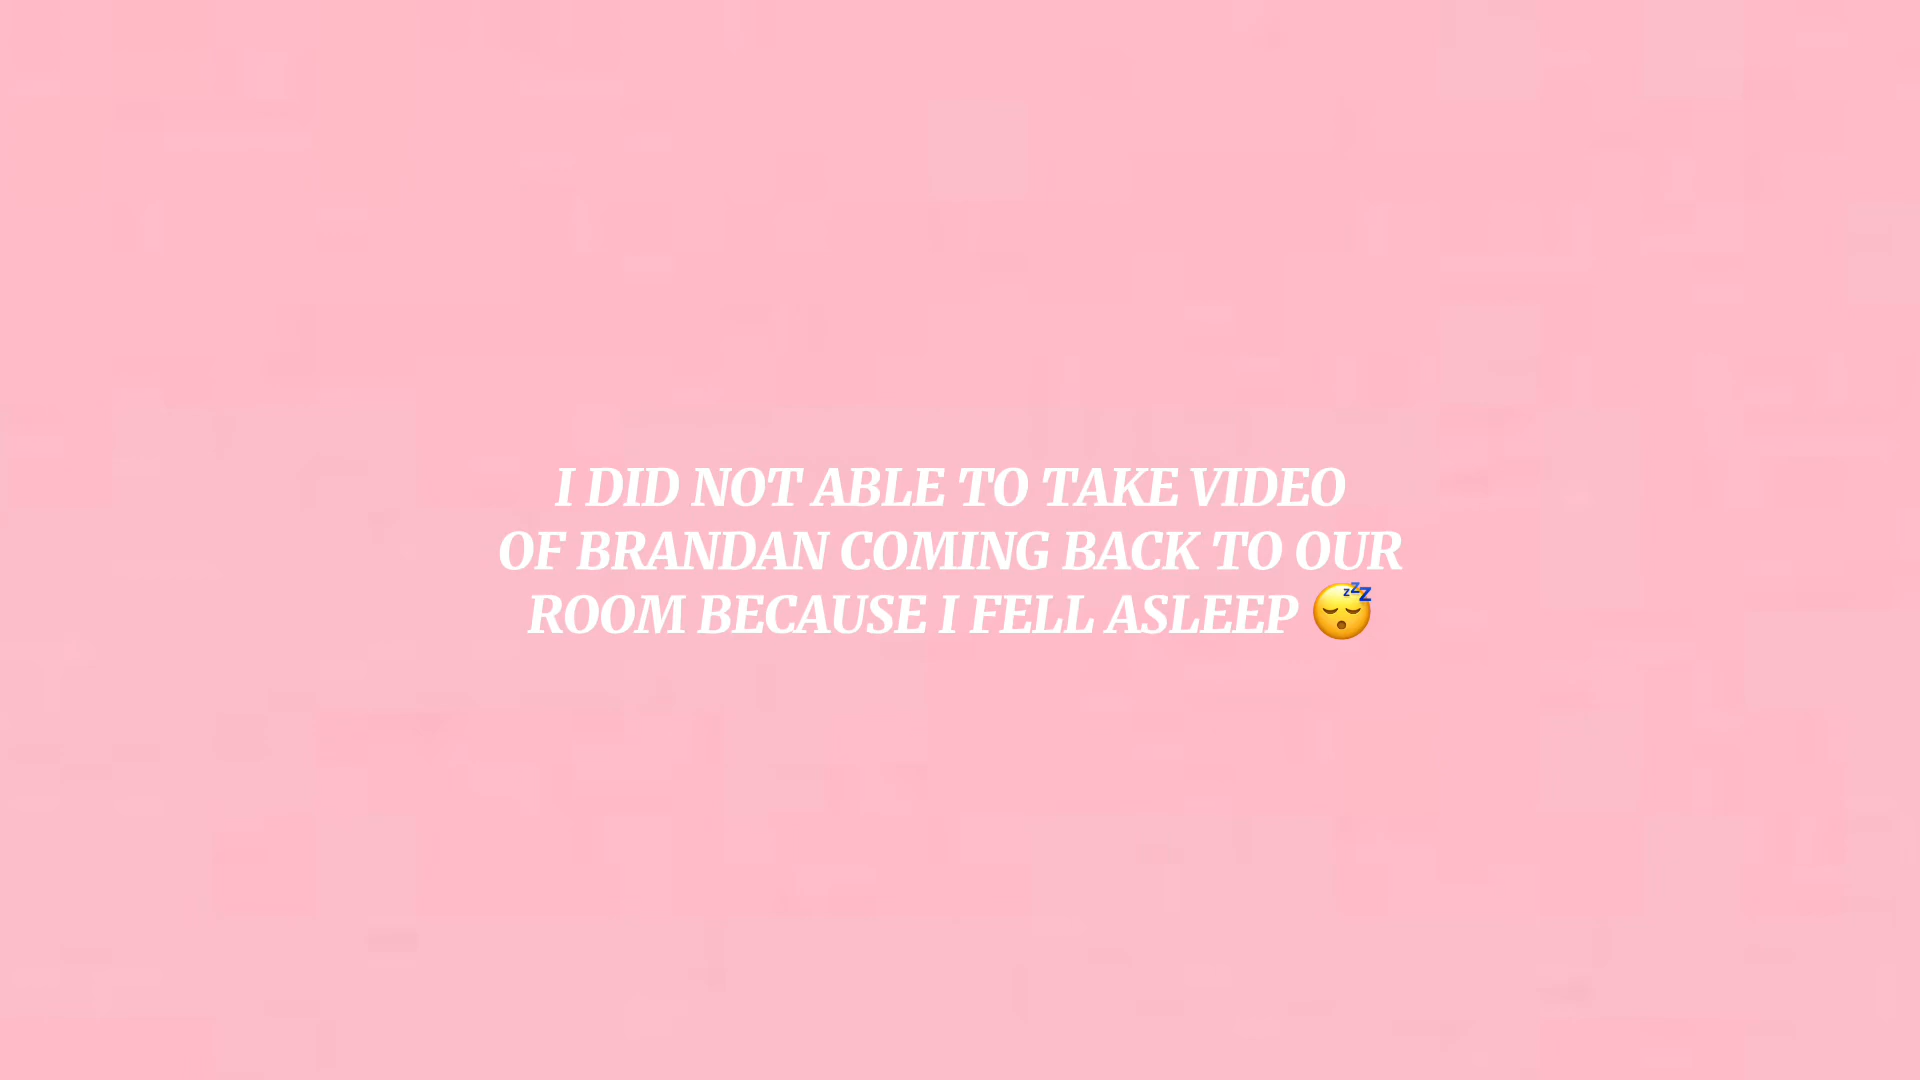 I DID NOT ABLE TO TAKE VIDEO
OF BRANDAN COMING BACK TO OUR
ROOM BECAUSE I FELL ASLEEP 😴